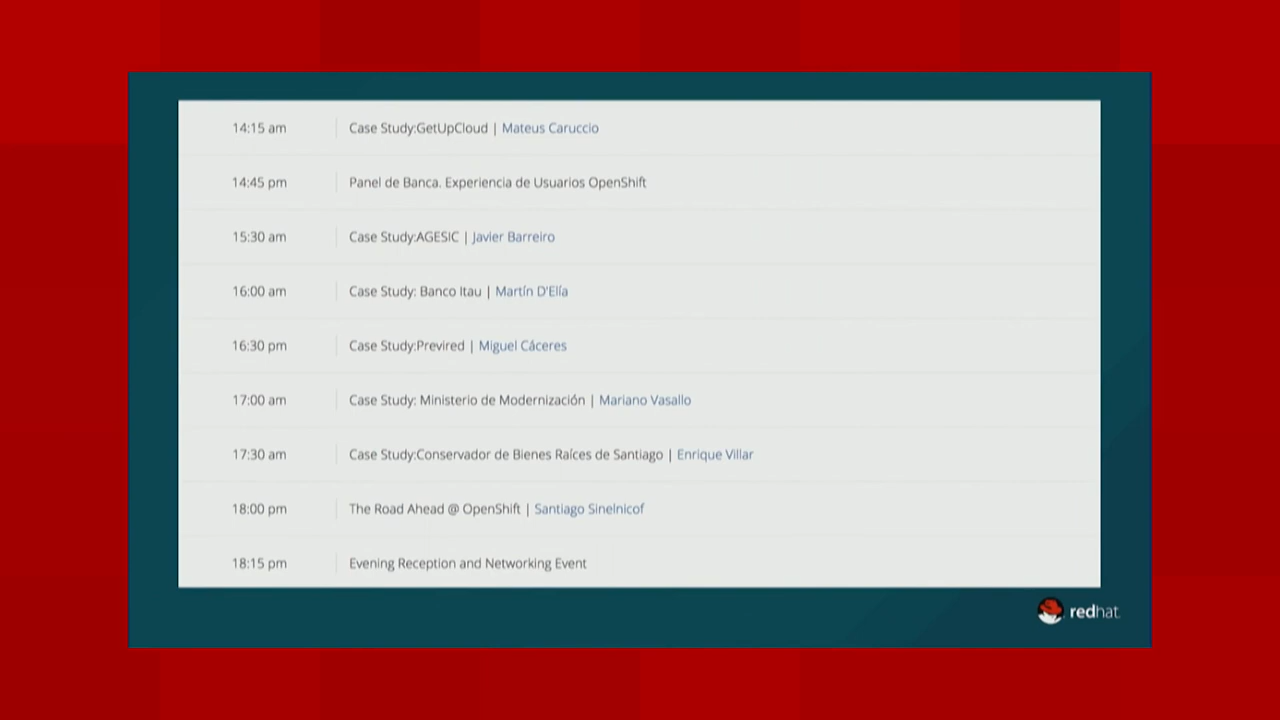 14:15 am Case Study:GetUpCloud | Mateus Caruccio
14:45 pm Panel de Banca. Experiencia de Usuarios OpenShift
15:30 am Case Study:AGESIC | Javier Barreiro
16:00 am Case Study: Banco Itau | Martín D'Elía
16:30 pm Case Study:Previred | Miguel Cáceres
17:00 am Case Study: Ministerio de Modernización | Mariano Vasallo
17:30 am Case Study:Conservador de Bienes Raíces de Santiago | Enrique Villar
18:00 pm The Road Ahead @ OpenShift | Santiago Sinelnicof
18:15 pm Evening Reception and Networking Event
redhat